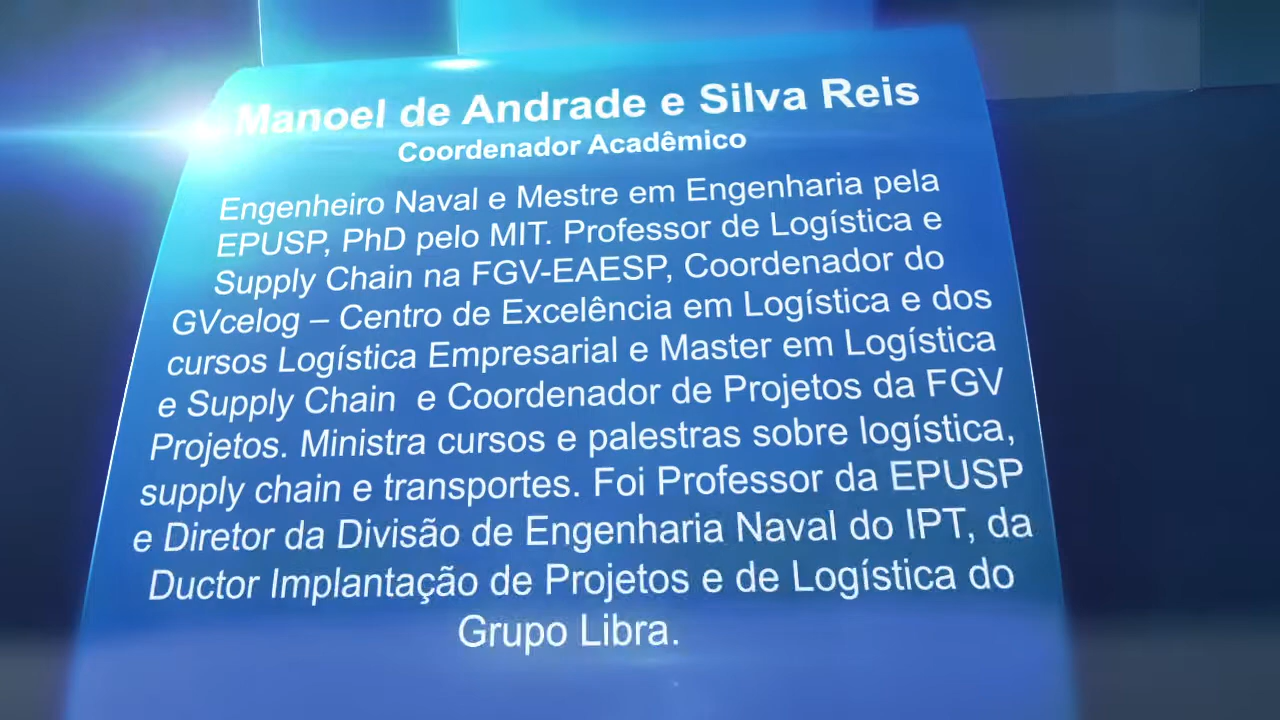 Manoel de Andrade e Silva Reis
Coordenador Acadêmico
Engenheiro Naval e Mestre em Engenharia pela
EPUSP, PhD pelo MIT. Professor de Logística e
Supply Chain na FGV-EAESP, Coordenador do
GVcelog – Centro de Excelência em Logística e dos
cursos Logística Empresarial e Master em Logística
e Supply Chain  e Coordenador de Projetos da FGV
Projetos. Ministra cursos e palestras sobre logística,
supply chain e transportes. Foi Professor da EPUSP
e Diretor da Divisão de Engenharia Naval do IPT, da
Ductor Implantação de Projetos e de Logística do
Grupo Libra.